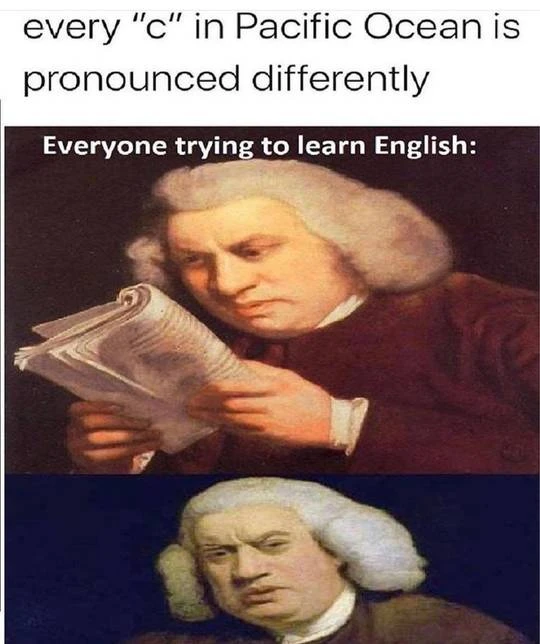 every "c" in Pacific Ocean is
pronounced differently
Everyone trying to learn English: